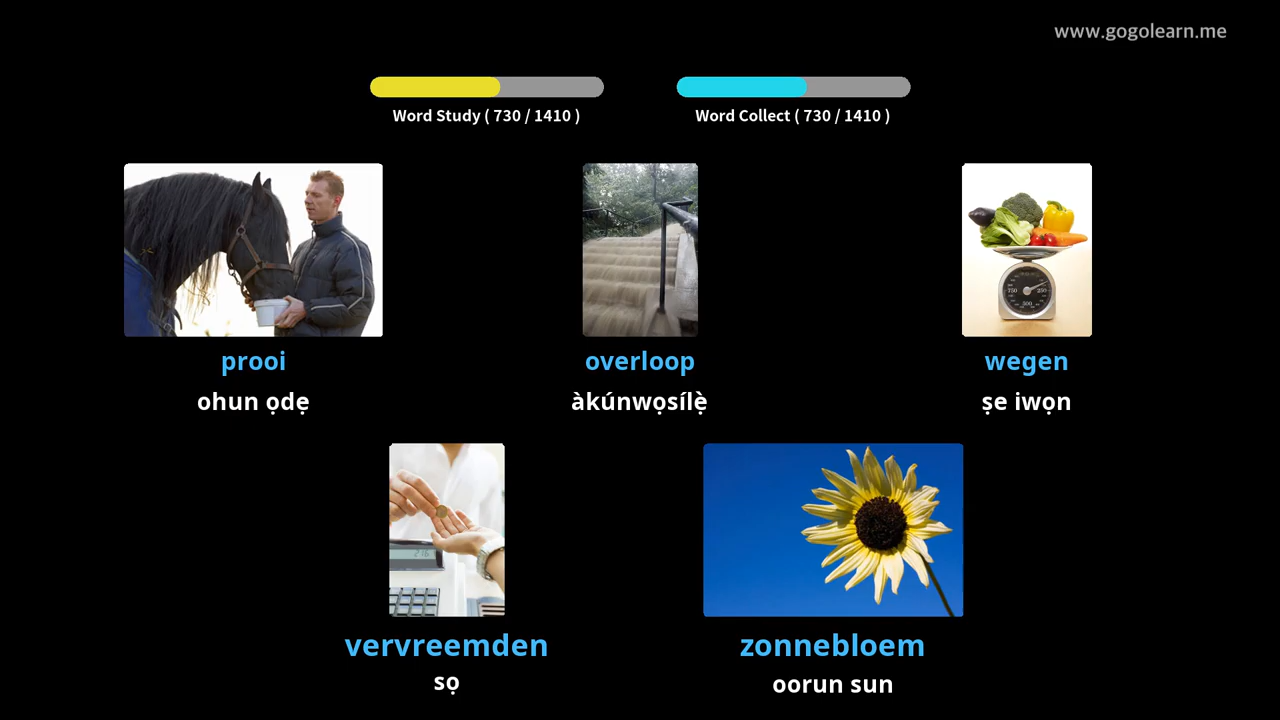 www.gogolearn.me
Word Study ( 730 / 1410 )
Word Collect ( 730 / 1410 )
prooi
overloop
wegen
ohun ọdẹ
àkúnwọsílẹ̀
ṣe iwọn
vervreemden
zonnebloem
sọ
oorun sun